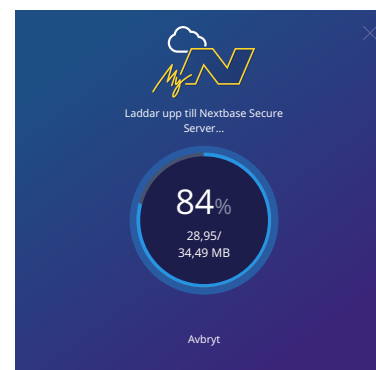 My N
Laddar upp till Nextbase Secure
Server...
84%
28,95/
34,49 MB
Avbryt